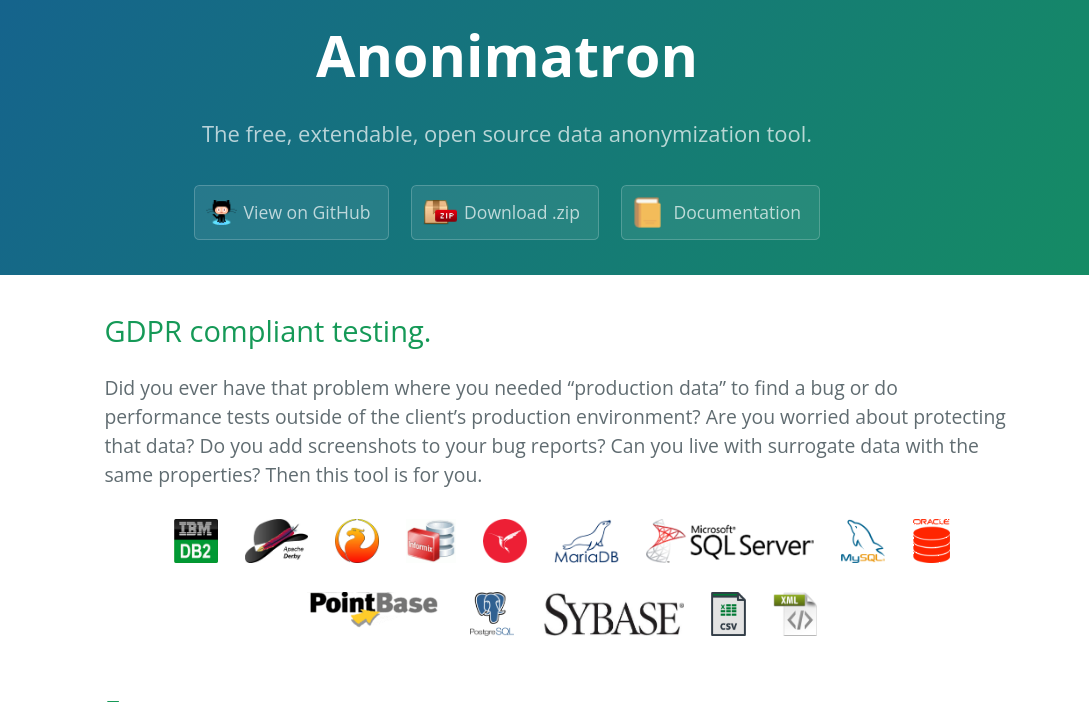 Anonimatron
The free, extendable, open source data anonymization tool.
View on GitHub
ZIP
Download .zip
Documentation
GDPR compliant testing.
Did you ever have that problem where you needed “production data” to find a bug or do
performance tests outside of the client’s production environment? Are you worried about protecting
that data? Do you add screenshots to your bug reports? Can you live with surrogate data with the
same properties? Then this tool is for you.
IBM
DB2
Apache
Derby
Informix
MariaDB
Microsoft®
SQL Server®
MySQL
ORACLE
PointBase
PostgreSQL
SYBASE®
CSV
XML
</>